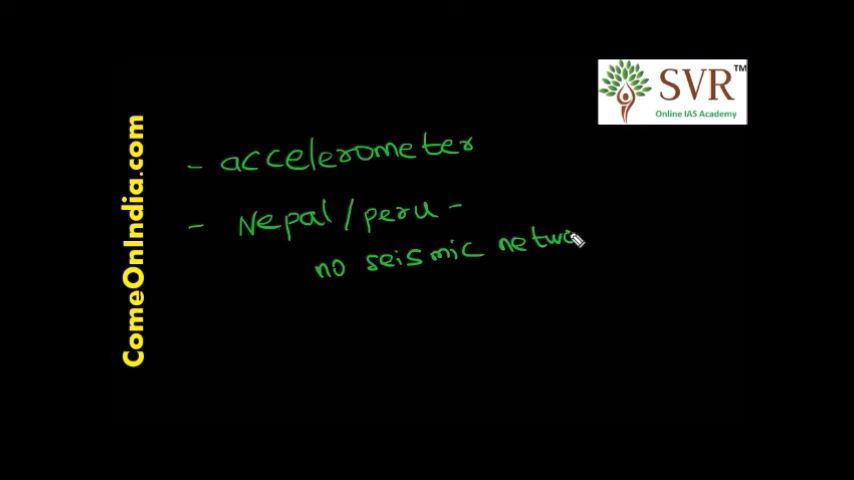 SVR™
Online IAS Academy
ComeOnIndia.com
- accelerometer
- Nepal/peru -
no seismic netwo